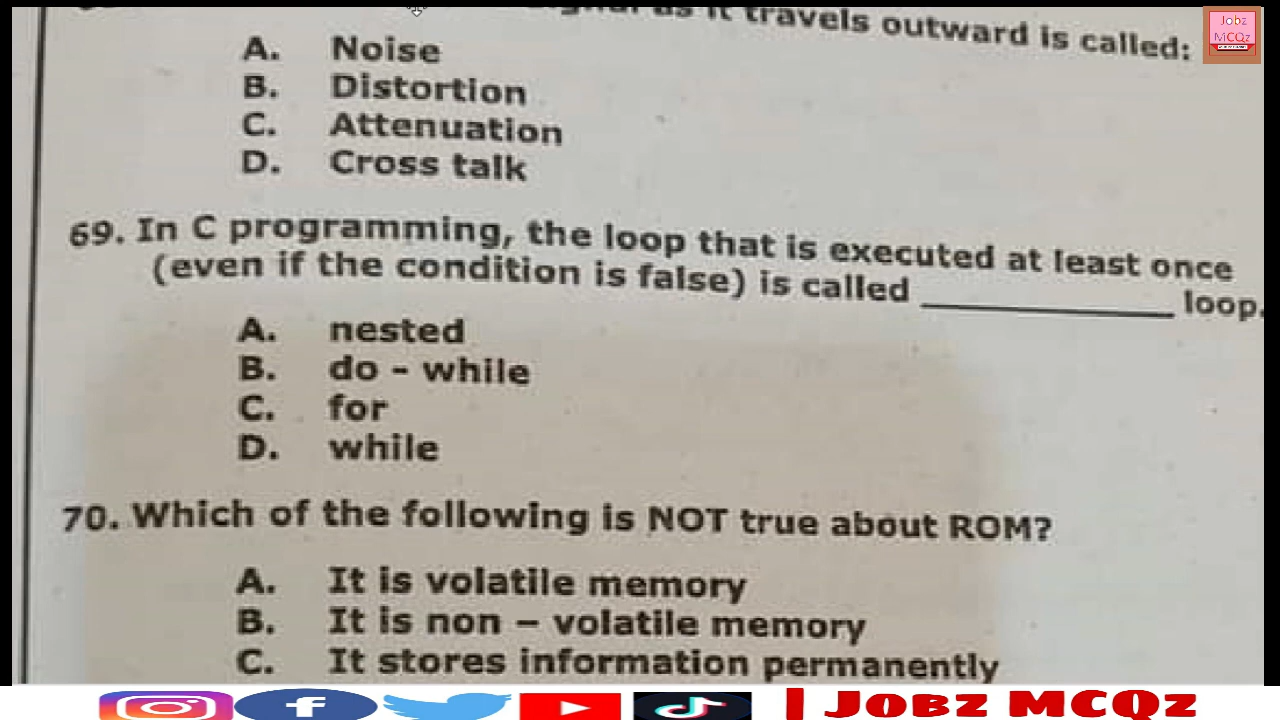 as it travels outward is called:
A. Noise
B. Distortion
C. Attenuation
D. Cross talk
69. In C programming, the loop that is executed at least once
(even if the condition is false) is called ____________ loop.
A. nested
B. do - while
C. for
D. while
70. Which of the following is NOT true about ROM?
A. It is volatile memory
B. It is non – volatile memory
C. It stores information permanently
Jobz
MCQz
| JOBZ MCQZ